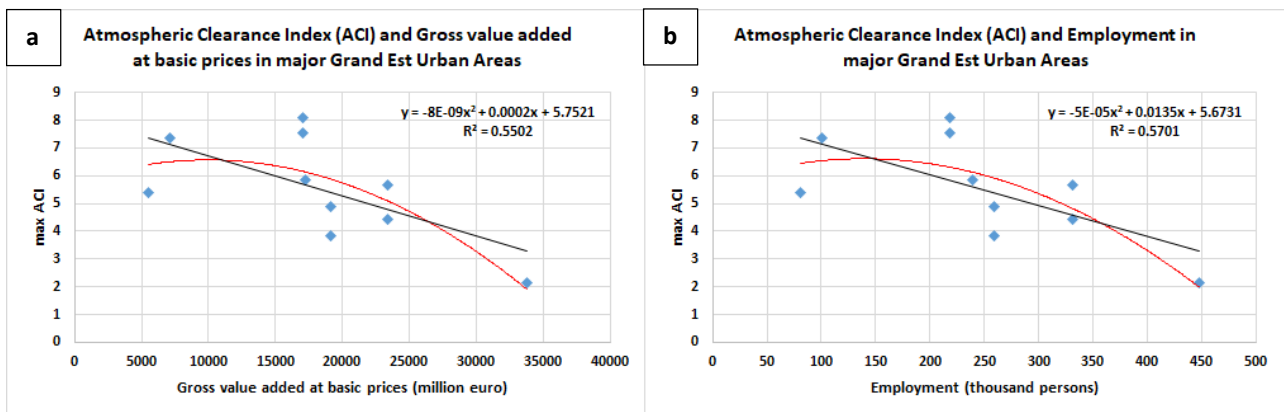 a
Atmospheric Clearance Index (ACI) and Gross value added
at basic prices in major Grand Est Urban Areas
9
8
7
6
5
4
3
2
1
0
max ACI
y = -8E-09x² + 0.0002x + 5.7521
R² = 0.5502
0 5000 10000 15000 20000 25000 30000 35000 40000
Gross value added at basic prices (million euro)
b
Atmospheric Clearance Index (ACI) and Employment in
major Grand Est Urban Areas
9
8
7
6
5
4
3
2
1
0
max ACI
y = -5E-05x² + 0.0135x + 5.6731
R² = 0.5701
0 50 100 150 200 250 300 350 400 450 500
Employment (thousand persons)